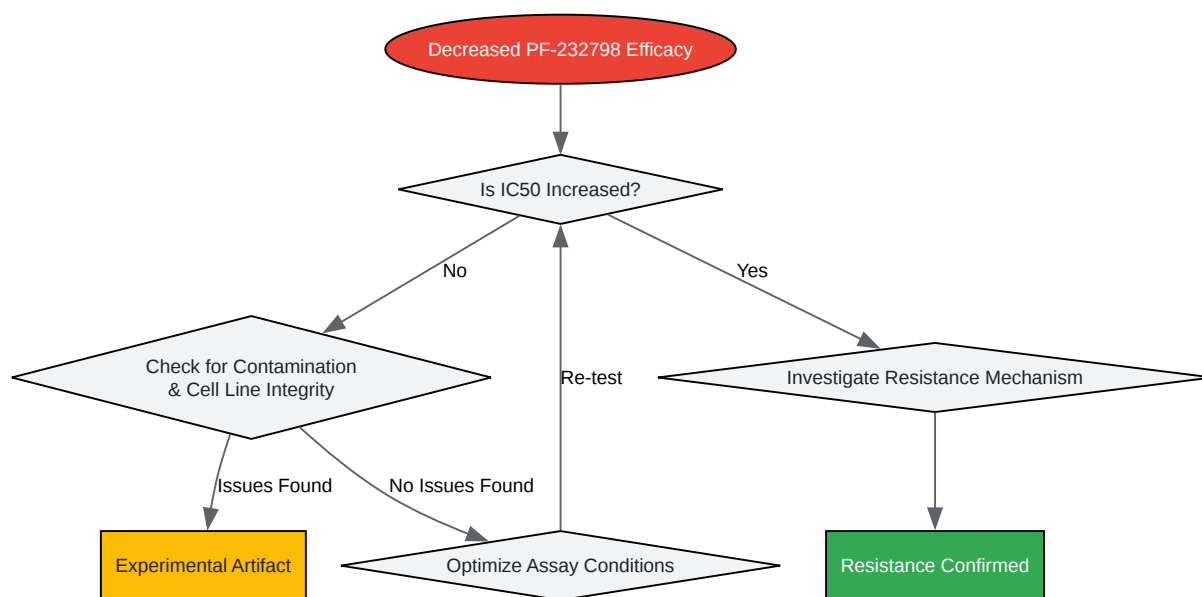 Decreased PF-232798 Efficacy
Is IC50 Increased?
No
Yes
Check for Contamination
& Cell Line Integrity
Re-test
Investigate Resistance Mechanism
Issues Found
No Issues Found
Experimental Artifact
Optimize Assay Conditions
Resistance Confirmed